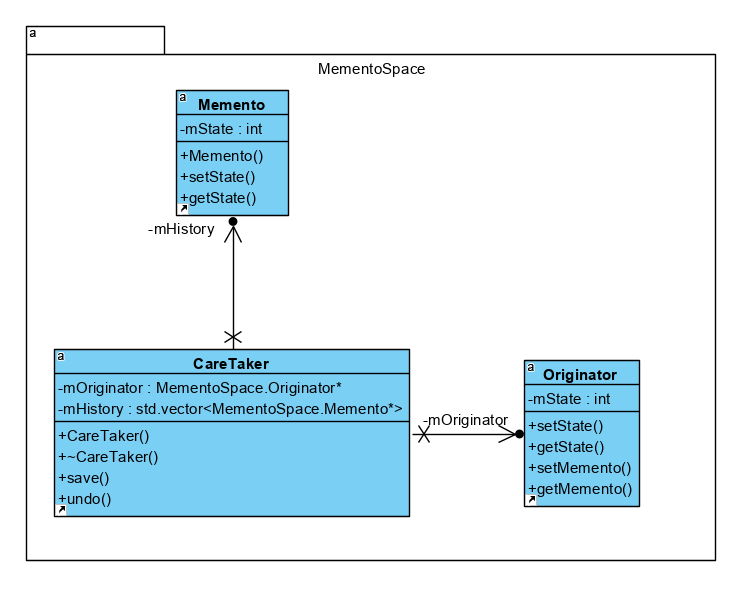 a
MementoSpace
a
Memento
-mState : int
+Memento()
+setState()
+getState()
-mHistory
a
CareTaker
-mOriginator : MementoSpace.Originator*
-mHistory : std.vector<MementoSpace.Memento*>
+CareTaker()
+~CareTaker()
+save()
+undo()
-mOriginator
a
Originator
-mState : int
+setState()
+getState()
+setMemento()
+getMemento()